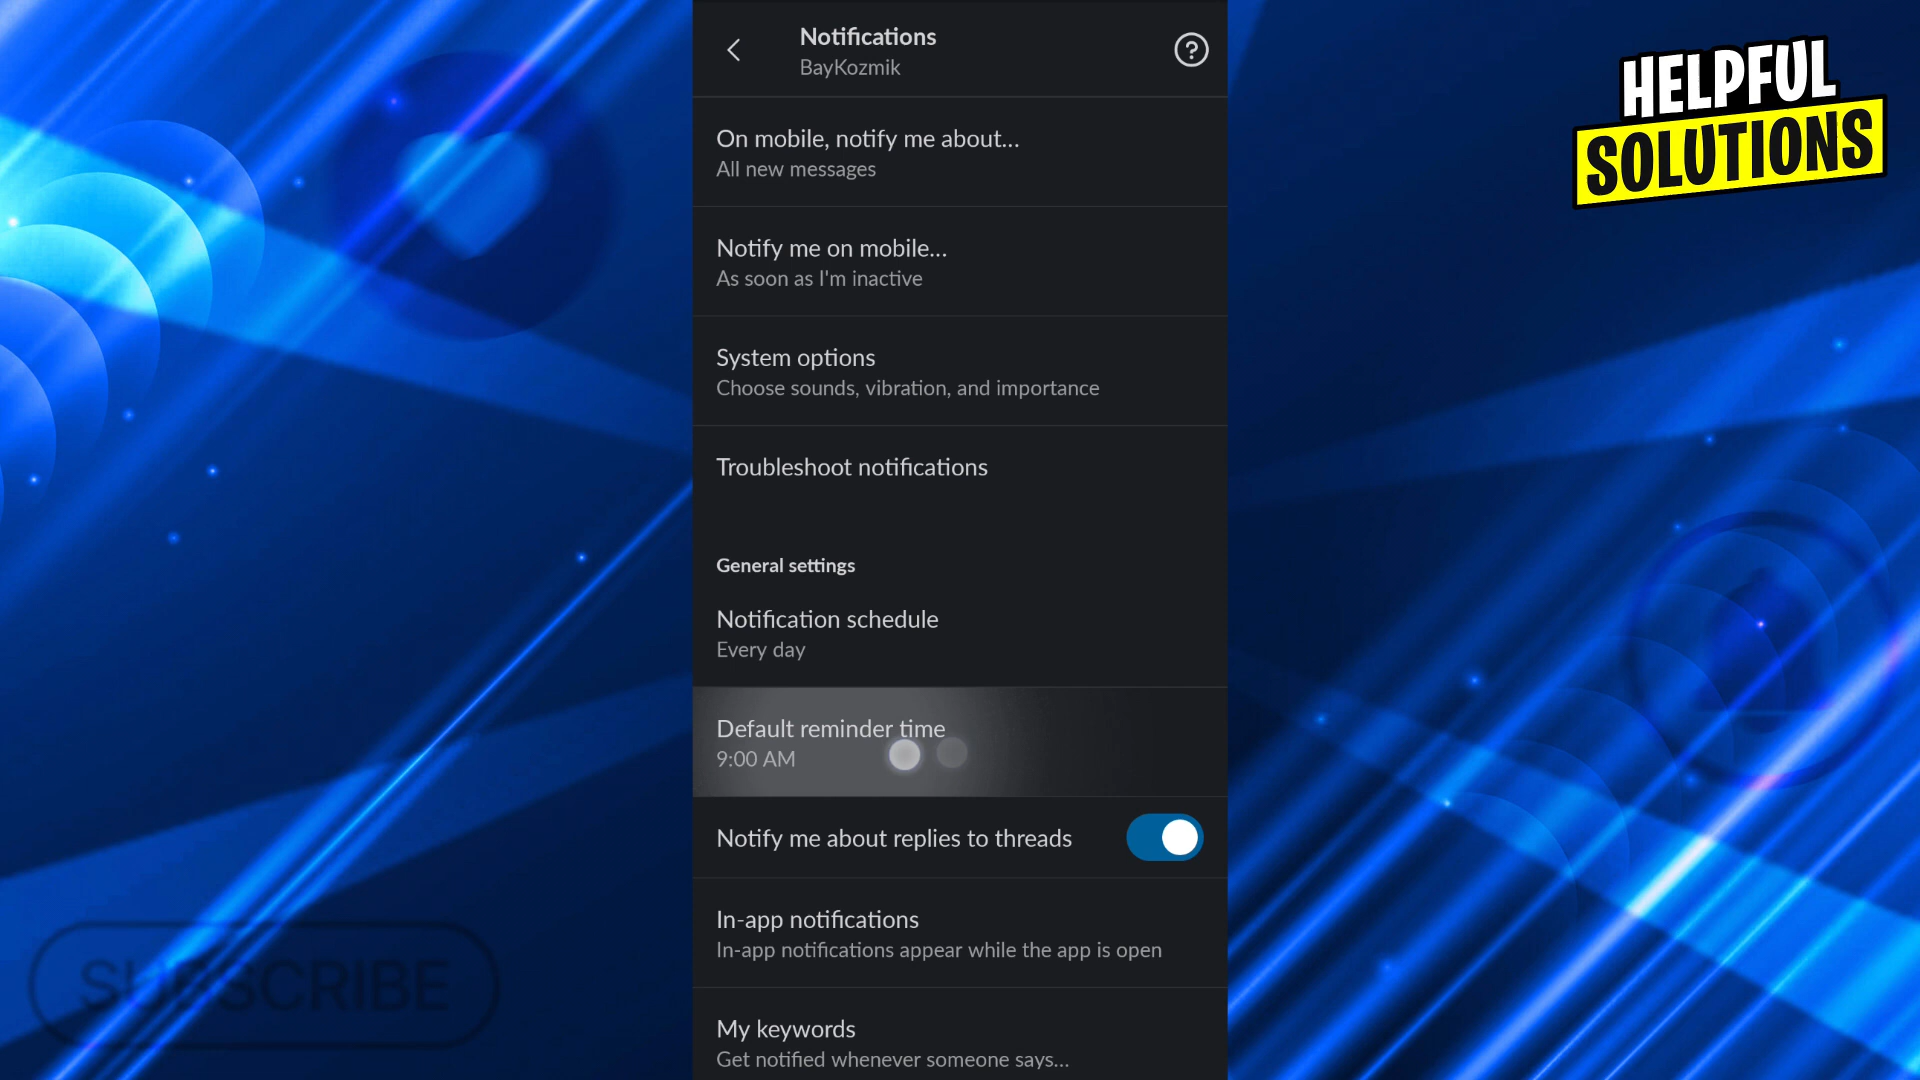 Notifications
BayKozmik
HELPFUL
SOLUTIONS
On mobile, notify me about...
All new messages
Notify me on mobile...
As soon as I'm inactive
System options
Choose sounds, vibration, and importance
Troubleshoot notifications
General settings
Notification schedule
Every day
Default reminder time
9:00 AM
Notify me about replies to threads
In-app notifications
In-app notifications appear while the app is open
SUBSCRIBE
My keywords
Get notified whenever someone says...